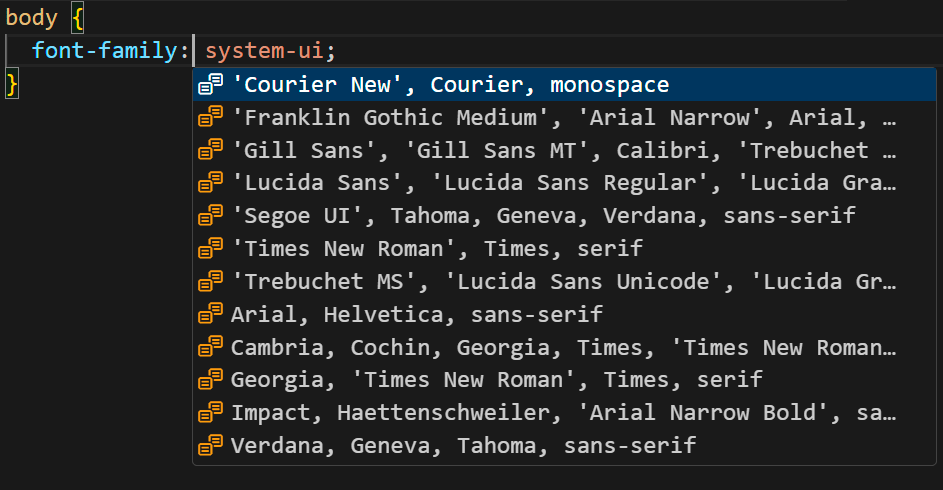 body {
font-family: system-ui;
}
'Courier New', Courier, monospace
'Franklin Gothic Medium', 'Arial Narrow', Arial, …
'Gill Sans', 'Gill Sans MT', Calibri, 'Trebuchet …
'Lucida Sans', 'Lucida Sans Regular', 'Lucida Gra…
'Segoe UI', Tahoma, Geneva, Verdana, sans-serif
'Times New Roman', Times, serif
'Trebuchet MS', 'Lucida Sans Unicode', 'Lucida Gr…
Arial, Helvetica, sans-serif
Cambria, Cochin, Georgia, Times, 'Times New Roman…
Georgia, 'Times New Roman', Times, serif
Impact, Haettenschweiler, 'Arial Narrow Bold', sa…
Verdana, Geneva, Tahoma, sans-serif